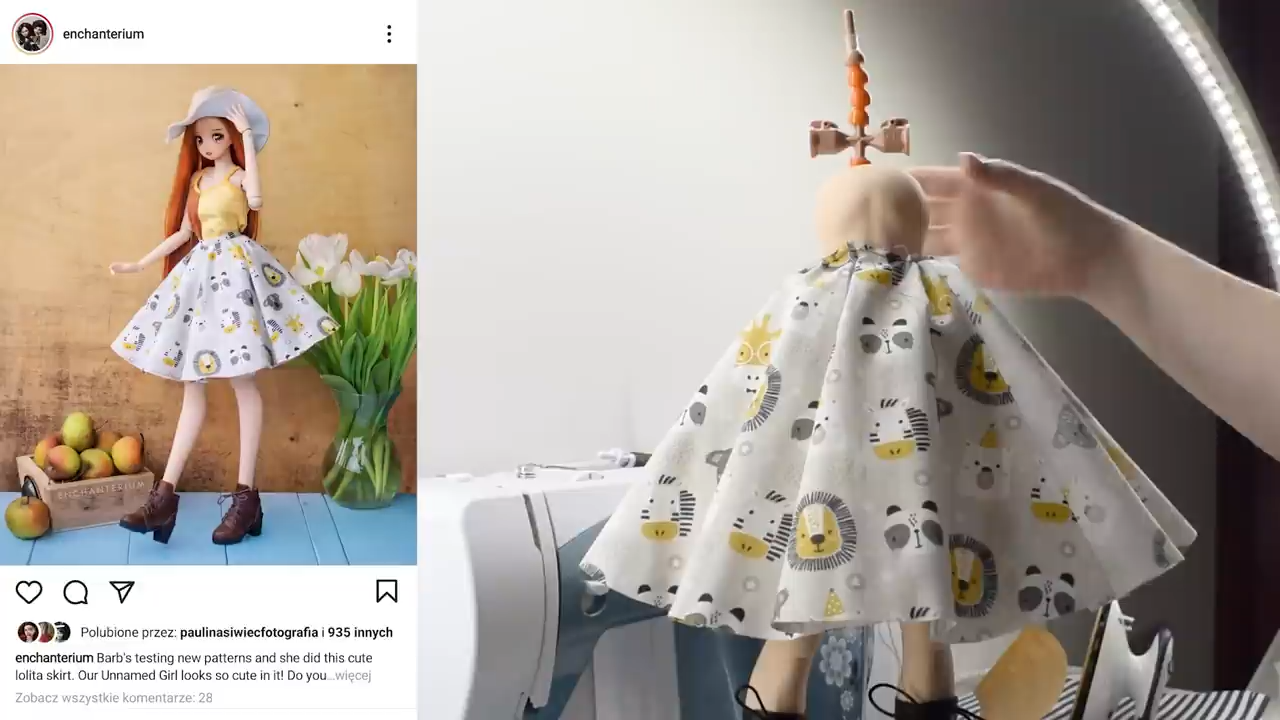 enchanterium
ENCHANTERIUM
Polubione przez: paulinasiwiecfotografia i 935 innych
enchanterium Barb's testing new patterns and she did this cute
lolita skirt. Our Unnamed Girl looks so cute in it! Do you...więcej
Zobacz wszystkie komentarze: 28